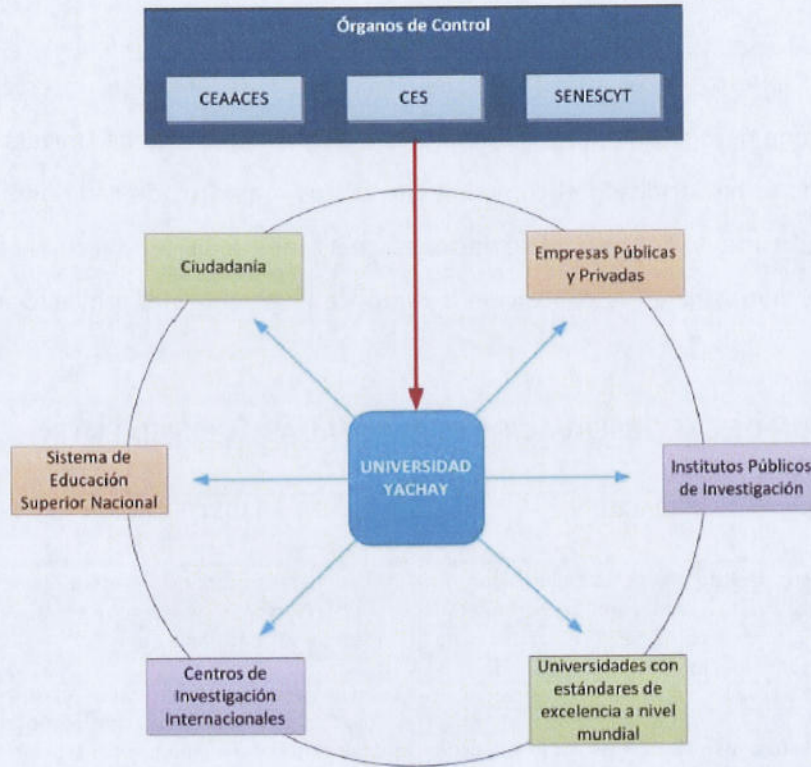 Órganos de Control
CEAACES
CES
SENESCYT
Ciudadanía
Empresas Públicas
y Privadas
UNIVERSIDAD
YACHAY
Sistema de
Educación
Superior Nacional
Institutos Públicos
de Investigación
Centros de
Investigación
Internacionales
Universidades con
estándares de
excelencia a nivel
mundial